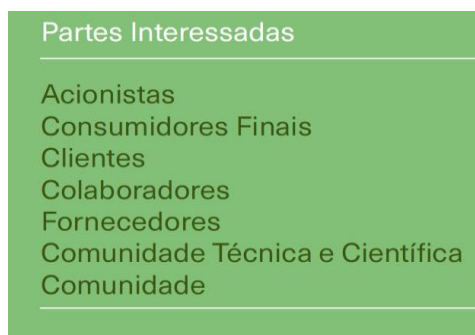 Partes Interessadas
Acionistas
Consumidores Finais
Clientes
Colaboradores
Fornecedores
Comunidade Técnica e Científica
Comunidade